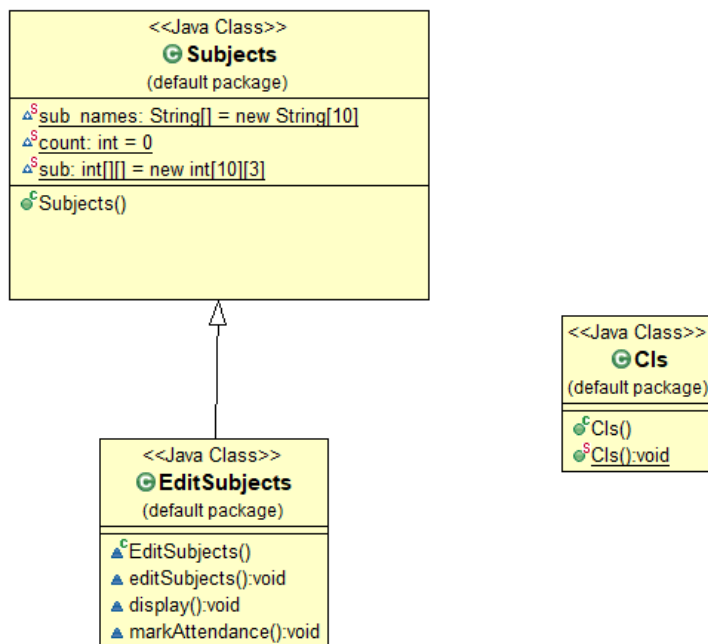 <<Java Class>>
Subjects
(default package)
sub_names: String[] = new String[10]
count: int = 0
sub: int[][] = new int[10][3]
Subjects()
<<Java Class>>
EditSubjects
(default package)
EditSubjects()
editSubjects():void
display():void
markAttendance():void
<<Java Class>>
Cls
(default package)
Cls()
Cls():void